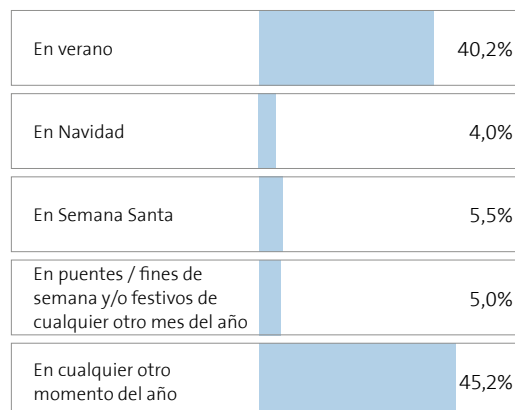 En verano
40,2%
En Navidad
4,0%
En Semana Santa
5,5%
En puentes / fines de
semana y/o festivos de
cualquier otro mes del año
5,0%
En cualquier otro
momento del año
45,2%